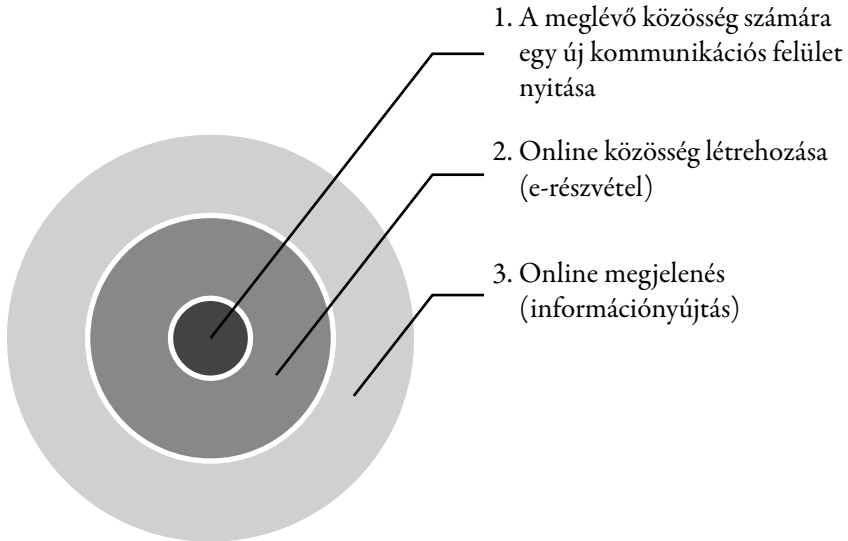 1. A meglévő közösség számára
egy új kommunikációs felület
nyitása
2. Online közösség létrehozása
(e-részvétel)
3. Online megjelenés
(információnyújtás)